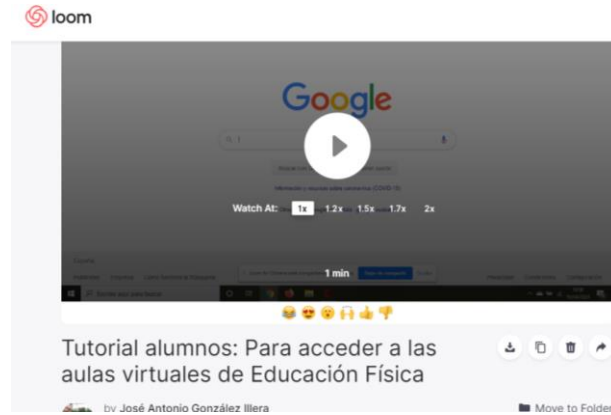 loom
Google
Información y recursos sobre coronavirus (COVID-19)
Watch At: 1x 1.2x 1.5x 1.7x 2x
España
1 min
Tutorial alumnos: Para acceder a las
aulas virtuales de Educación Física
by José Antonio González Illera
Move to Folder